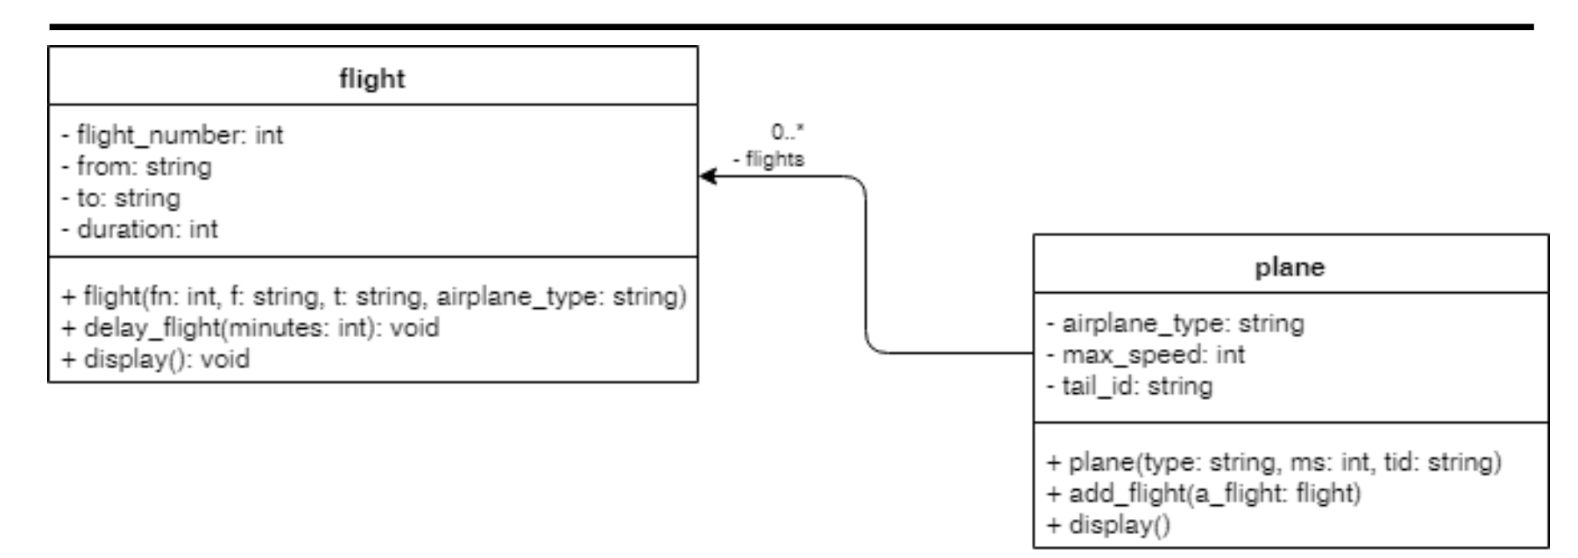 flight
- flight_number: int
- from: string
- to: string
- duration: int
+ flight(fn: int, f: string, t: string, airplane_type: string)
+ delay_flight(minutes: int): void
+ display(): void
0..*
- flights
plane
- airplane_type: string
- max_speed: int
- tail_id: string
+ plane(type: string, ms: int, tid: string)
+ add_flight(a_flight: flight)
+ display()